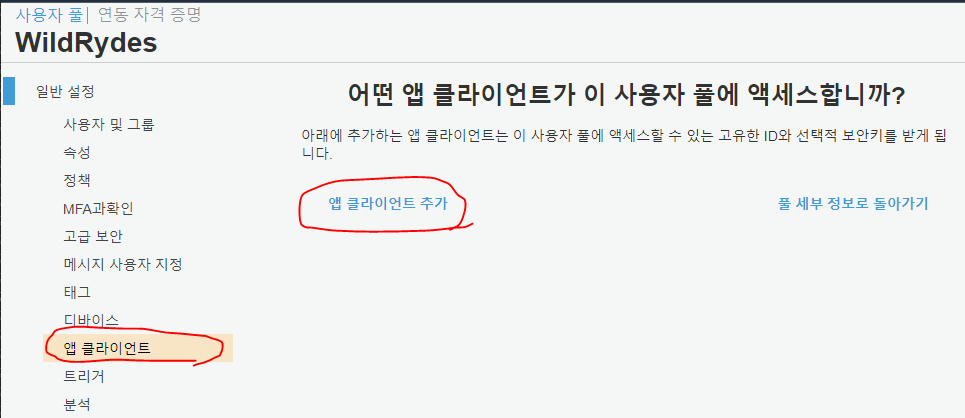 사용자 풀| 연동 자격 증명
WildRydes
일반 설정
사용자 및 그룹
속성
정책
MFA과확인
고급 보안
메시지 사용자 지정
태그
디바이스
앱 클라이언트
트리거
분석
어떤 앱 클라이언트가 이 사용자 풀에 액세스합니까?
아래에 추가하는 앱 클라이언트는 이 사용자 풀에 액세스할 수 있는 고유한 ID와 선택적 보안키를 받게 됩
니다.
앱 클라이언트 추가
풀 세부 정보로 돌아가기